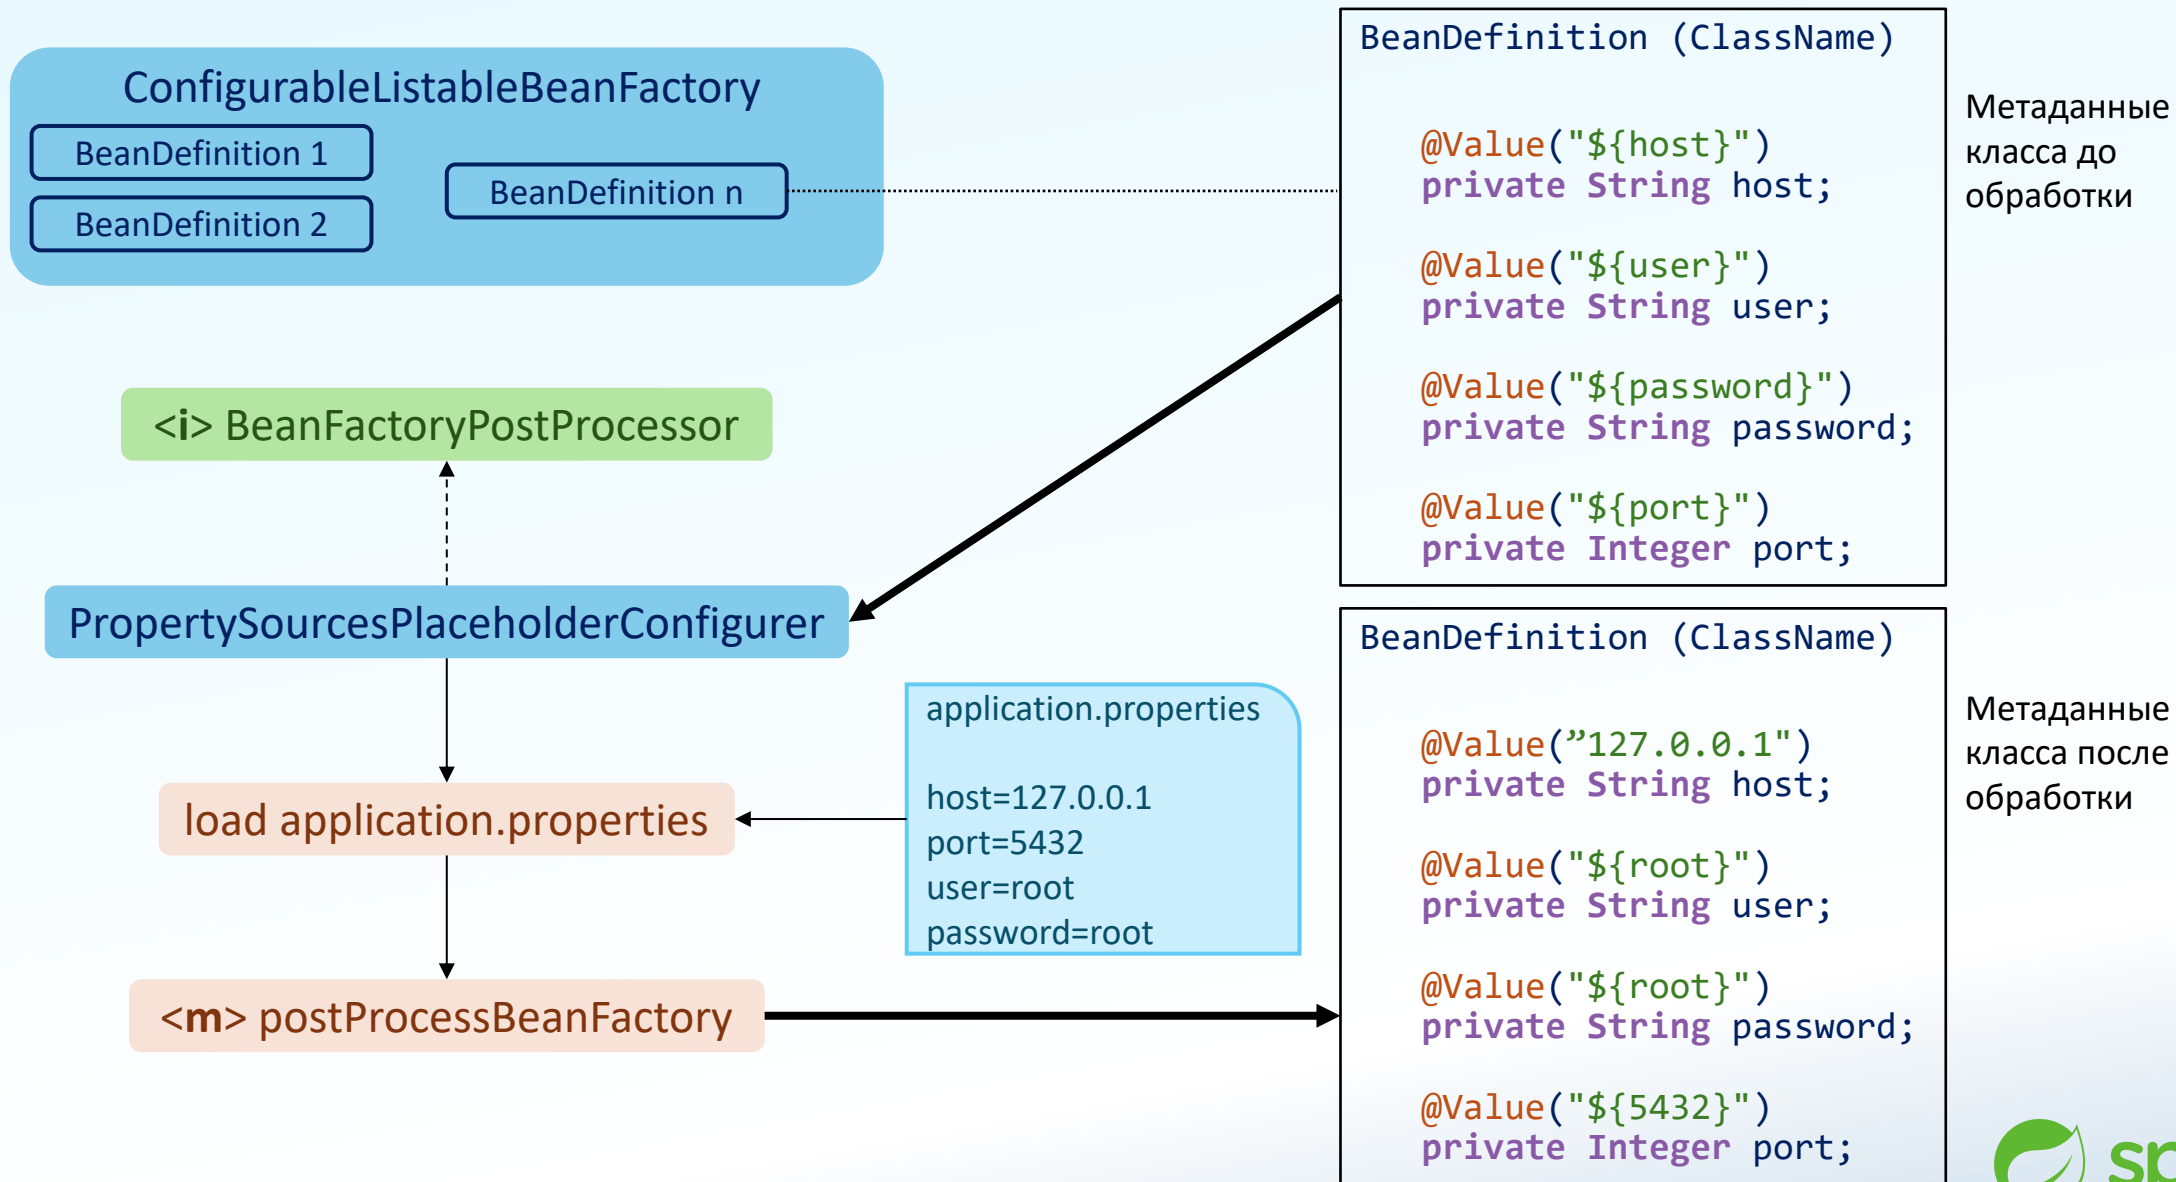 ConfigurableListableBeanFactory
BeanDefinition 1
BeanDefinition 2
BeanDefinition n
<i> BeanFactoryPostProcessor
PropertySourcesPlaceholderConfigurer
load application.properties
<m> postProcessBeanFactory
application.properties
host=127.0.0.1
port=5432
user=root
password=root
BeanDefinition (ClassName)
@Value("${host}")
private String host;
@Value("${user}")
private String user;
@Value("${password}")
private String password;
@Value("${port}")
private Integer port;
Метаданные
класса до
обработки
BeanDefinition (ClassName)
@Value(”127.0.0.1")
private String host;
@Value("${root}")
private String user;
@Value("${root}")
private String password;
@Value("${5432}")
private Integer port;
Метаданные
класса после
обработки